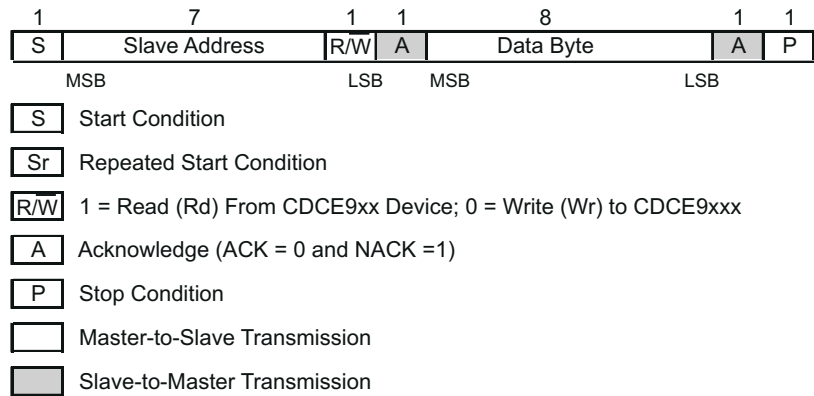 1 7 1 1 8 1 1
S Slave Address R/W̅ A Data Byte A P
MSB LSB MSB LSB
S Start Condition
Sr Repeated Start Condition
R/W̅ 1 = Read (Rd) From CDCE9xx Device; 0 = Write (Wr) to CDCE9xxx
A Acknowledge (ACK = 0 and NACK =1)
P Stop Condition
Master-to-Slave Transmission
Slave-to-Master Transmission